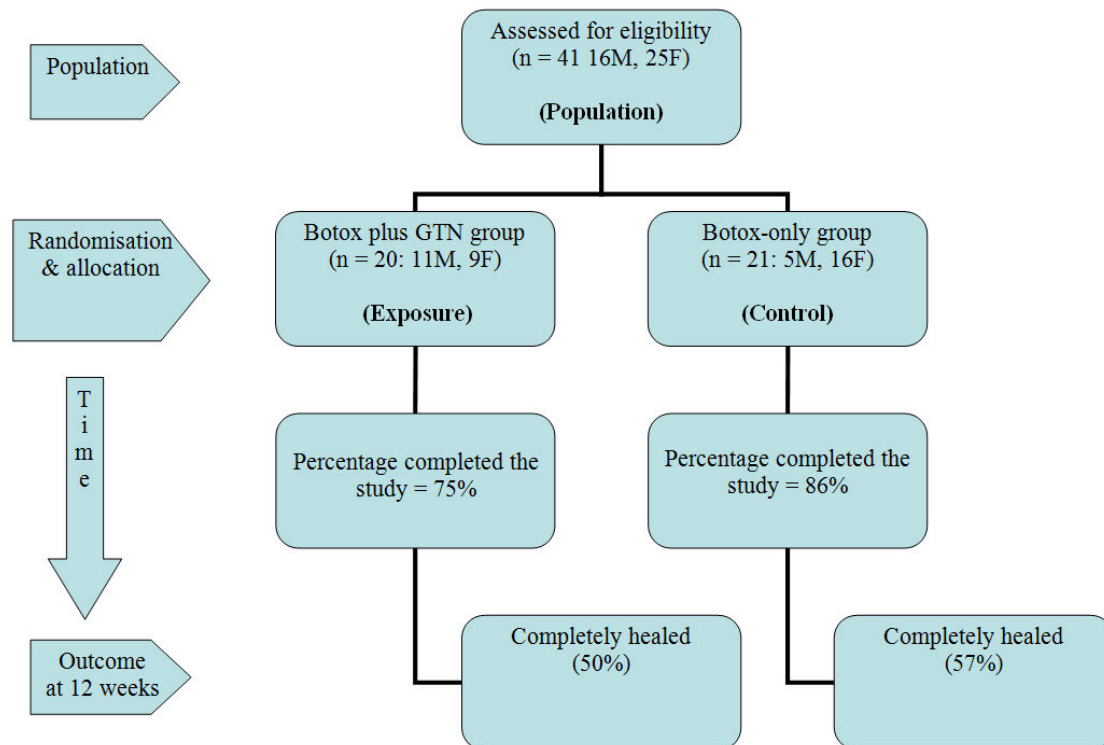 Population
Assessed for eligibility
(n = 41 16M, 25F)
(Population)
Randomisation
& allocation
Botox plus GTN group
(n = 20: 11M, 9F)
(Exposure)
Botox-only group
(n = 21: 5M, 16F)
(Control)
Time
Percentage completed the
study = 75%
Percentage completed the
study = 86%
Outcome
at 12 weeks
Completely healed
(50%)
Completely healed
(57%)